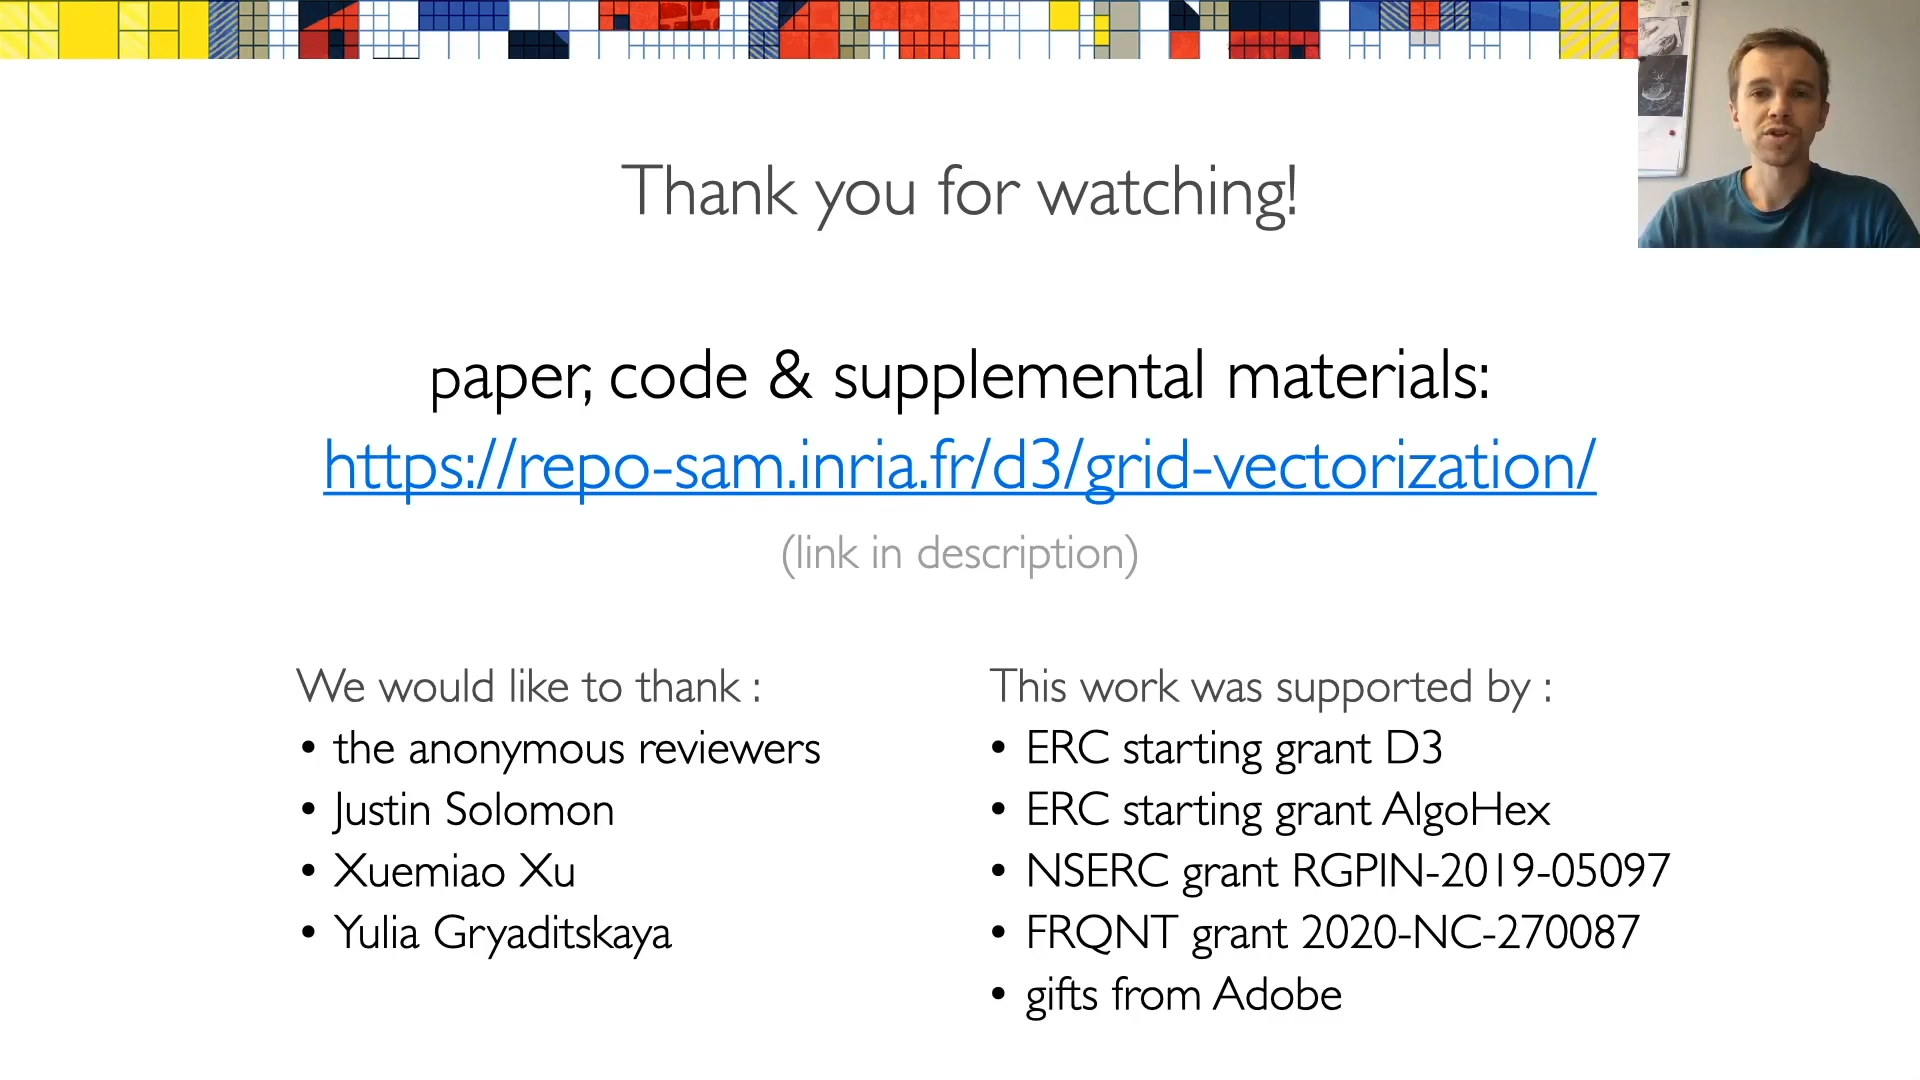 Thank you for watching!
paper, code & supplemental materials:
https://repo-sam.inria.fr/d3/grid-vectorization/
(link in description)
We would like to thank :
• the anonymous reviewers
• Justin Solomon
• Xuemiao Xu
• Yulia Gryaditskaya
This work was supported by :
• ERC starting grant D3
• ERC starting grant AlgoHex
• NSERC grant RGPIN-2019-05097
• FRQNT grant 2020-NC-270087
• gifts from Adobe